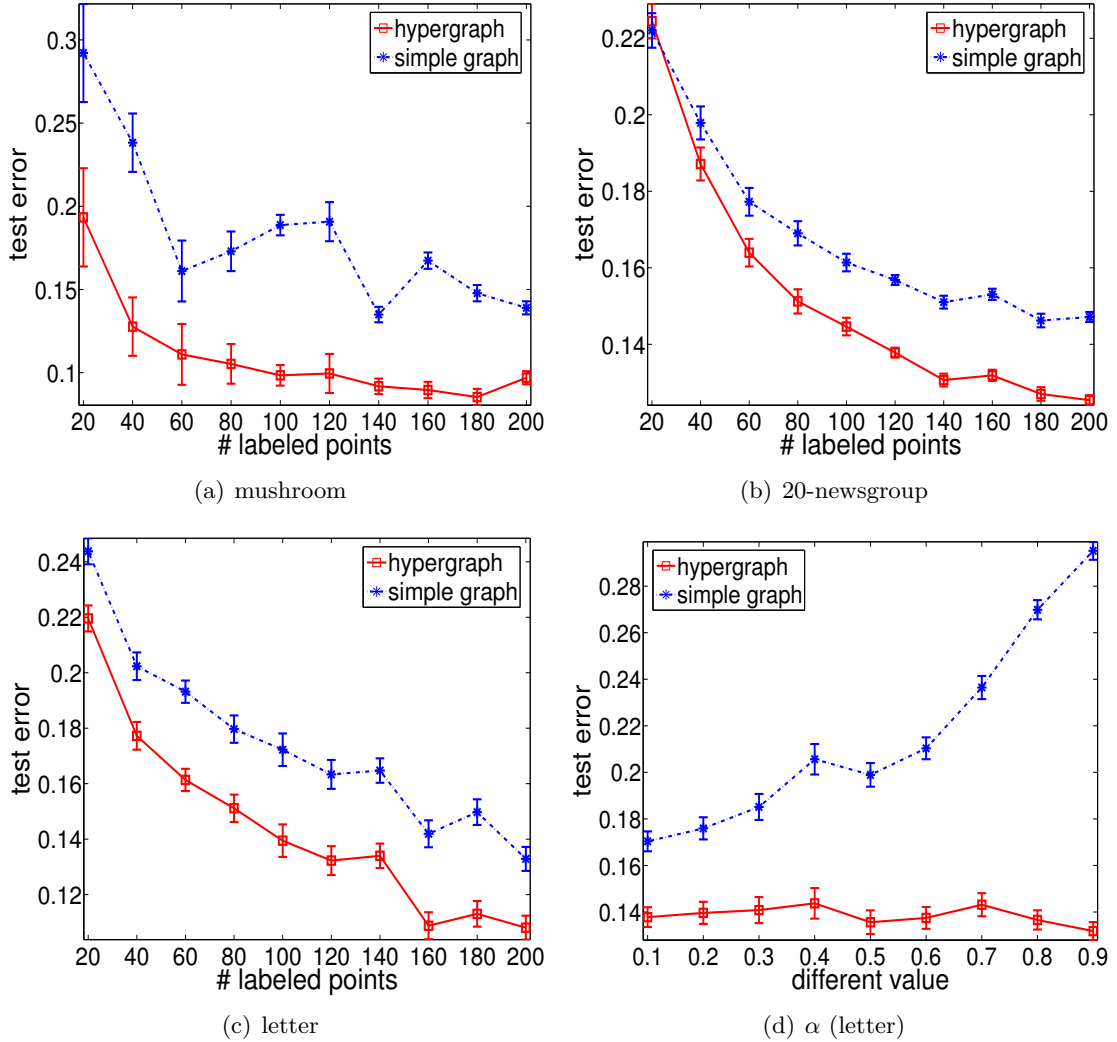 hypergraph
simple graph
test error
0.3
0.25
0.2
0.15
0.1
20 40 60 80 100 120 140 160 180 200
# labeled points
(a) mushroom
hypergraph
simple graph
test error
0.22
0.2
0.18
0.16
0.14
20 40 60 80 100 120 140 160 180 200
# labeled points
(b) 20-newsgroup
hypergraph
simple graph
test error
0.24
0.22
0.2
0.18
0.16
0.14
0.12
20 40 60 80 100 120 140 160 180 200
# labeled points
(c) letter
hypergraph
simple graph
test error
0.28
0.26
0.24
0.22
0.2
0.18
0.16
0.14
0.1 0.2 0.3 0.4 0.5 0.6 0.7 0.8 0.9
different value
(d) α (letter)